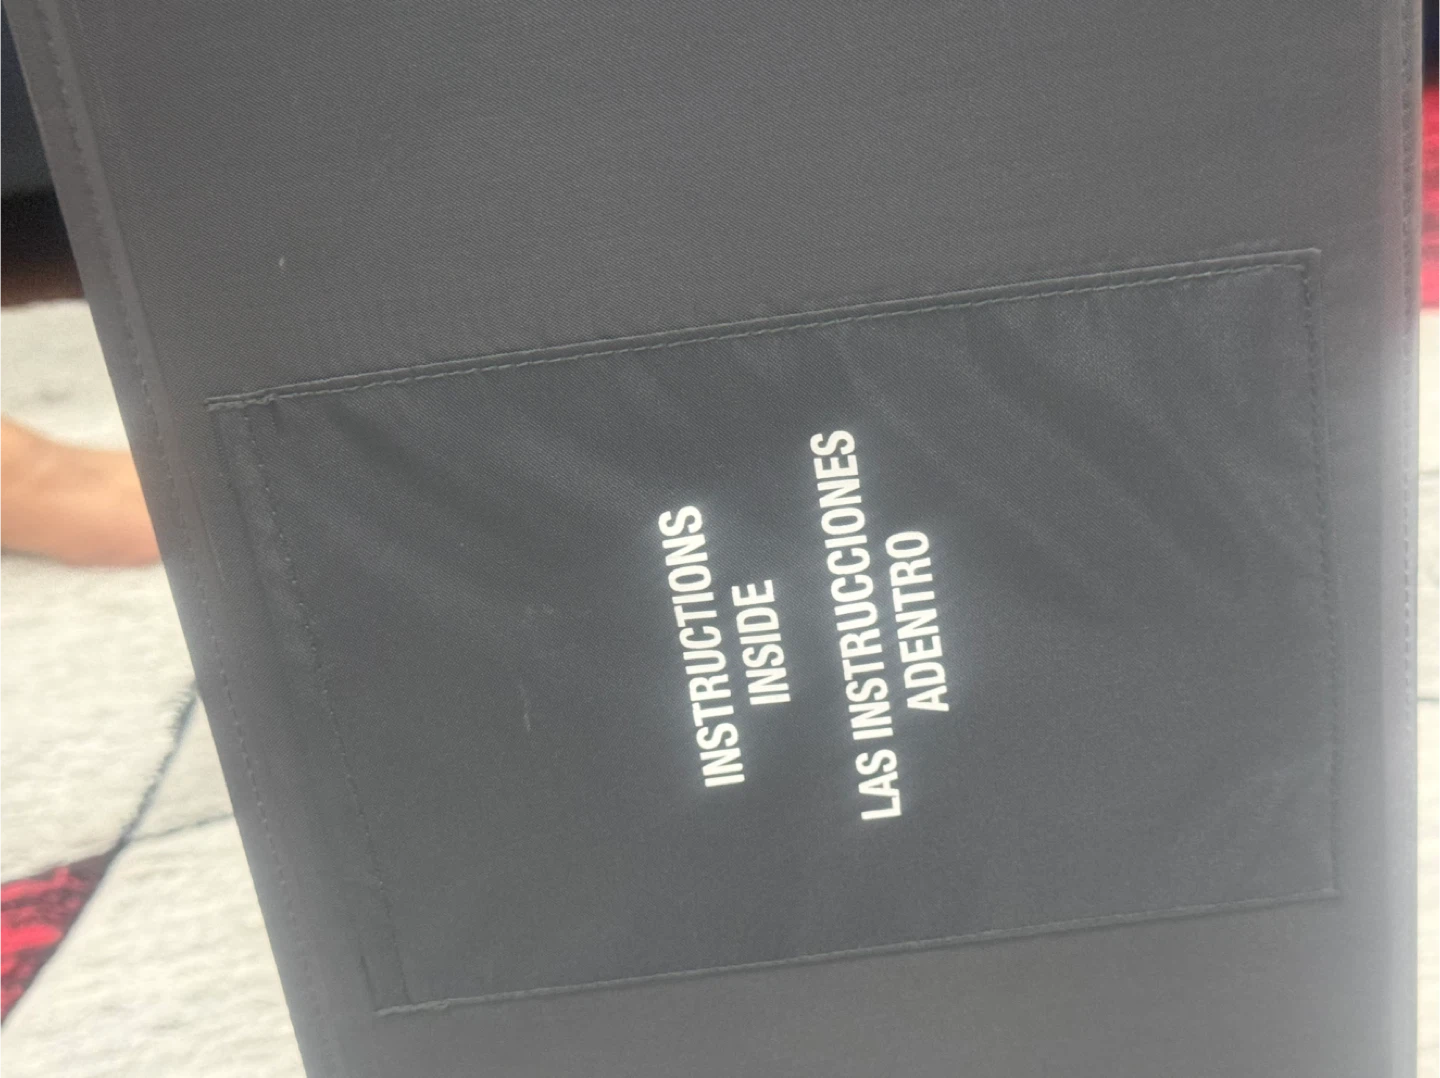 INSTRUCTIONS
INSIDE
LAS INSTRUCCIONES
ADENTRO